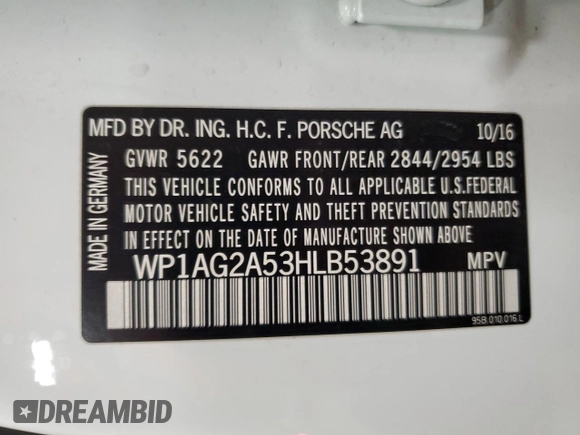 MFD BY DR. ING. H.C. F. PORSCHE AG 10/16
GVWR 5622 GAWR FRONT/REAR 2844/2954 LBS
THIS VEHICLE CONFORMS TO ALL APPLICABLE U.S.FEDERAL
MOTOR VEHICLE SAFETY AND THEFT PREVENTION STANDARDS
IN EFFECT ON THE DATE OF MANUFACTURE SHOWN ABOVE
WP1AG2A53HLB53891 MPV
MADE IN GERMANY
95B.010.016.L
DREAMBID